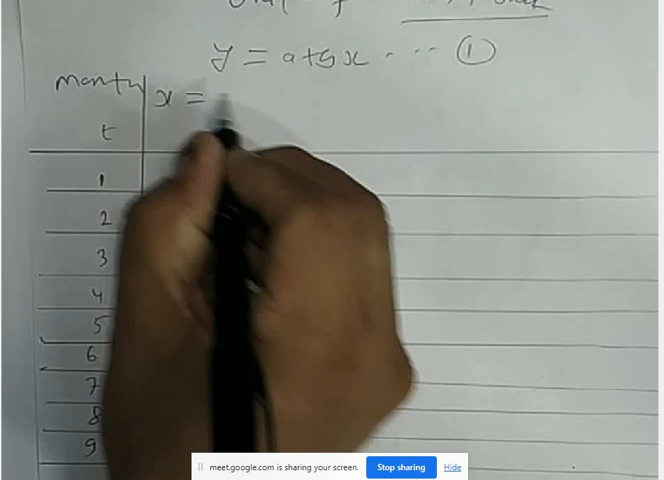 y = a+bx - - - ①
month
x =
t
1
2
3
4
5
6
7
8
9
meet.google.com is sharing your screen. Stop sharing Hide